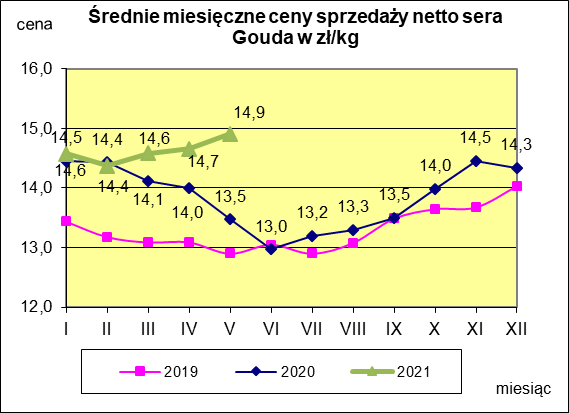 Średnie miesięczne ceny sprzedaży netto sera
Gouda w zł/kg
cena
16,0
15,0
14,0
13,0
12,0
14,5 14,4 14,6 14,7 14,9
14,6 14,4 14,1 14,0 13,5 13,0 13,2 13,3 13,5 14,0 14,5 14,3
I II III IV V VI VII VIII IX X XI XII
2019 2020 2021
miesiąc